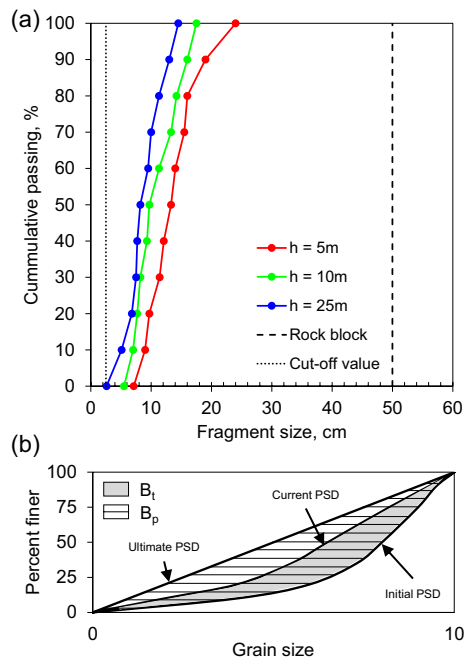 (a)
100
90
80
70
60
50
40
30
20
10
0
Cummulative passing, %
h = 5m
h = 10m
h = 25m
Rock block
Cut-off value
0 10 20 30 40 50 60
Fragment size, cm
(b)
100
75
50
25
0
Percent finer
B_t
B_p
Ultimate PSD
Current PSD
Initial PSD
0 10
Grain size